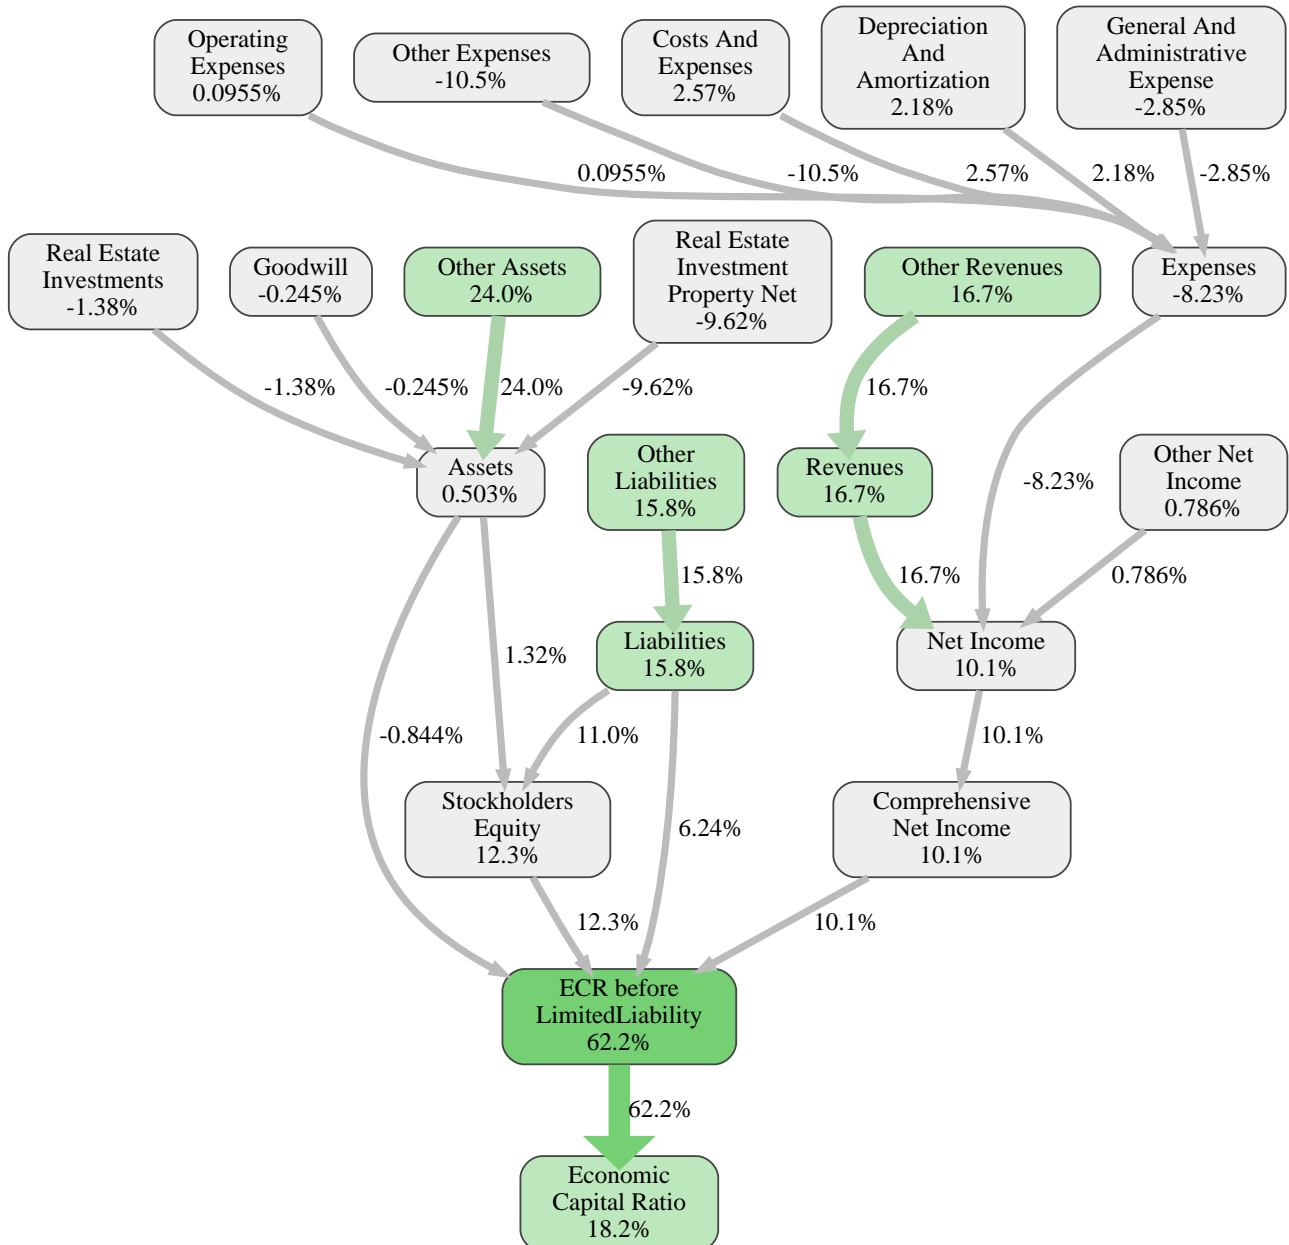 Operating
Expenses
0.0955%
Other Expenses
-10.5%
Costs And
Expenses
2.57%
Depreciation
And
Amortization
2.18%
General And
Administrative
Expense
-2.85%
0.0955%
-10.5%
2.57%
2.18%
-2.85%
Real Estate
Investments
-1.38%
Goodwill
-0.245%
Other Assets
24.0%
Real Estate
Investment
Property Net
-9.62%
Other Revenues
16.7%
Expenses
-8.23%
-1.38%
-0.245%
24.0%
-9.62%
16.7%
Assets
0.503%
Other
Liabilities
15.8%
Revenues
16.7%
-8.23%
Other Net
Income
0.786%
15.8%
16.7%
0.786%
1.32%
Liabilities
15.8%
Net Income
10.1%
-0.844%
11.0%
10.1%
Stockholders
Equity
12.3%
6.24%
Comprehensive
Net Income
10.1%
12.3%
10.1%
ECR before
LimitedLiability
62.2%
62.2%
Economic
Capital Ratio
18.2%